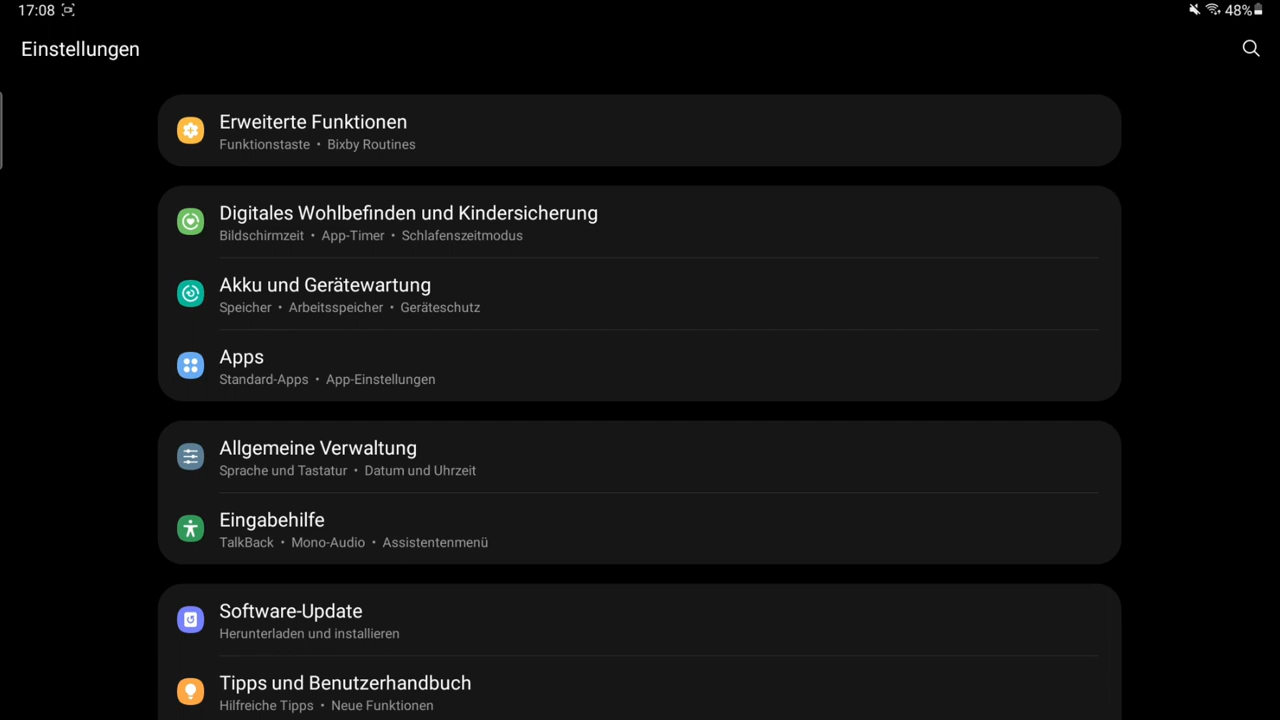 17:08 48%
Einstellungen
Erweiterte Funktionen
Funktionstaste • Bixby Routines
Digitales Wohlbefinden und Kindersicherung
Bildschirmzeit • App-Timer • Schlafenszeitmodus
Akku und Gerätewartung
Speicher • Arbeitsspeicher • Geräteschutz
Apps
Standard-Apps • App-Einstellungen
Allgemeine Verwaltung
Sprache und Tastatur • Datum und Uhrzeit
Eingabehilfe
TalkBack • Mono-Audio • Assistentenmenü
Software-Update
Herunterladen und installieren
Tipps und Benutzerhandbuch
Hilfreiche Tipps • Neue Funktionen